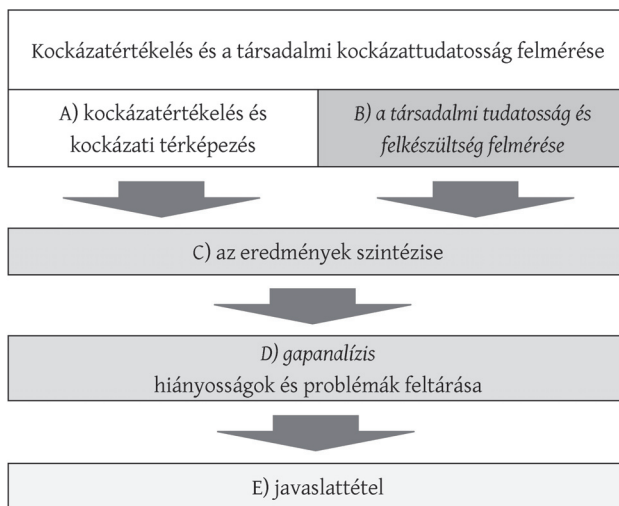 Kockázatértékelés és a társadalmi kockázattudatosság felmérése
A) kockázatértékelés és
kockázati térképezés
B) a társadalmi tudatosság és
felkészültség felmérése
C) az eredmények szintézise
D) gapanalízis
hiányosságok és problémák feltárása
E) javaslattétel